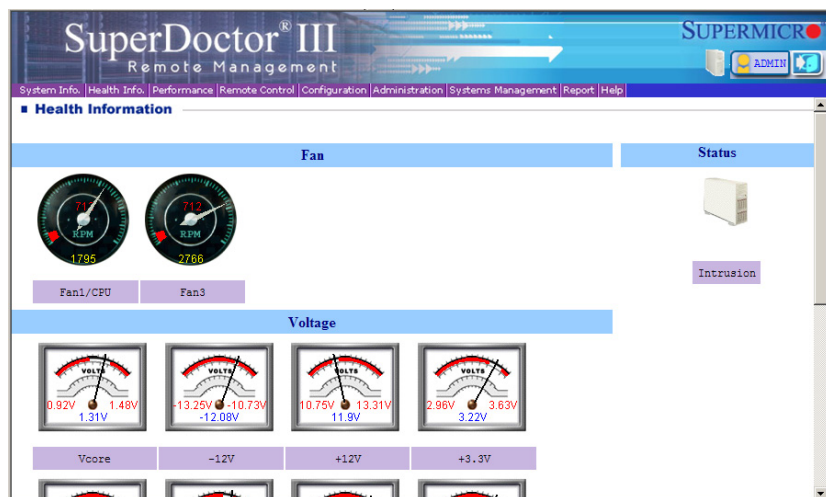 SuperDoctor® III
Remote Management
SUPERMICR
ADMIN
System Info. Health Info. Performance Remote Control Configuration Administration Systems Management Report Help
Health Information
Fan
Status
712
RPM
1795
712
RPM
2766
Fan1/CPU
Fan3
Intrusion
Voltage
VOLTS
0.92V 1.48V
1.31V
VOLTS
-13.25V -10.73V
-12.08V
VOLTS
10.75V 13.31V
11.9V
VOLTS
2.96V 3.63V
3.22V
Vcore
-12V
+12V
+3.3V